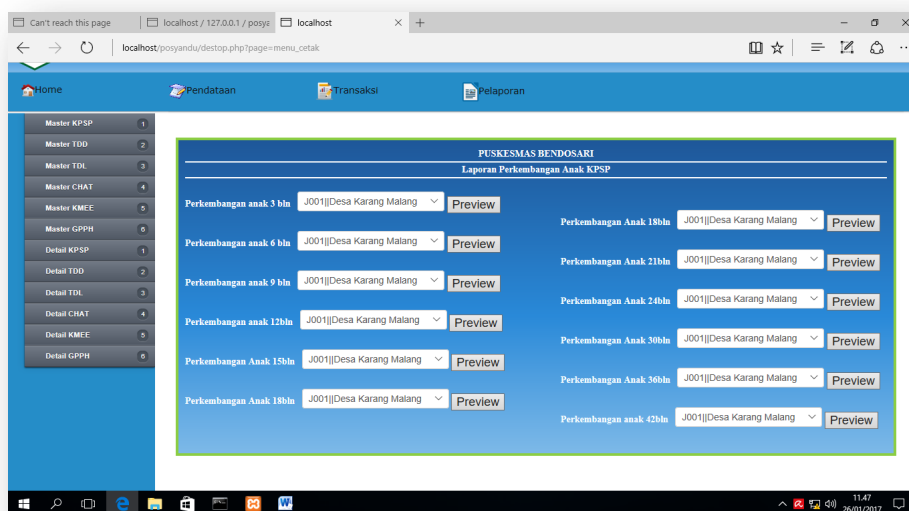 Can't reach this page
localhost / 127.0.0.1 / posya
localhost
localhost/posyandu/destop.php?page=menu_cetak
Home
Pendataan
Transaksi
Pelaporan
Master KPSP 1
Master TDD 2
Master TDL 3
Master CHAT 4
Master KMEE 5
Master GPPH 6
Detail KPSP 1
Detail TDD 2
Detail TDL 3
Detail CHAT 4
Detail KMEE 5
Detail GPPH 6
PUSKESMAS BENDOSARI
Laporan Perkembangan Anak KPSP
Perkembangan anak 3 bln J001||Desa Karang Malang Preview
Perkembangan anak 6 bln J001||Desa Karang Malang Preview
Perkembangan anak 9 bln J001||Desa Karang Malang Preview
Perkembangan anak 12bln J001||Desa Karang Malang Preview
Perkembangan Anak 15bln J001||Desa Karang Malang Preview
Perkembangan Anak 18bln J001||Desa Karang Malang Preview
Perkembangan Anak 18bln J001||Desa Karang Malang Preview
Perkembangan Anak 21bln J001||Desa Karang Malang Preview
Perkembangan Anak 24bln J001||Desa Karang Malang Preview
Perkembangan Anak 30bln J001||Desa Karang Malang Preview
Perkembangan Anak 36bln J001||Desa Karang Malang Preview
Perkembangan anak 42bln J001||Desa Karang Malang Preview
11.47
26/01/2017